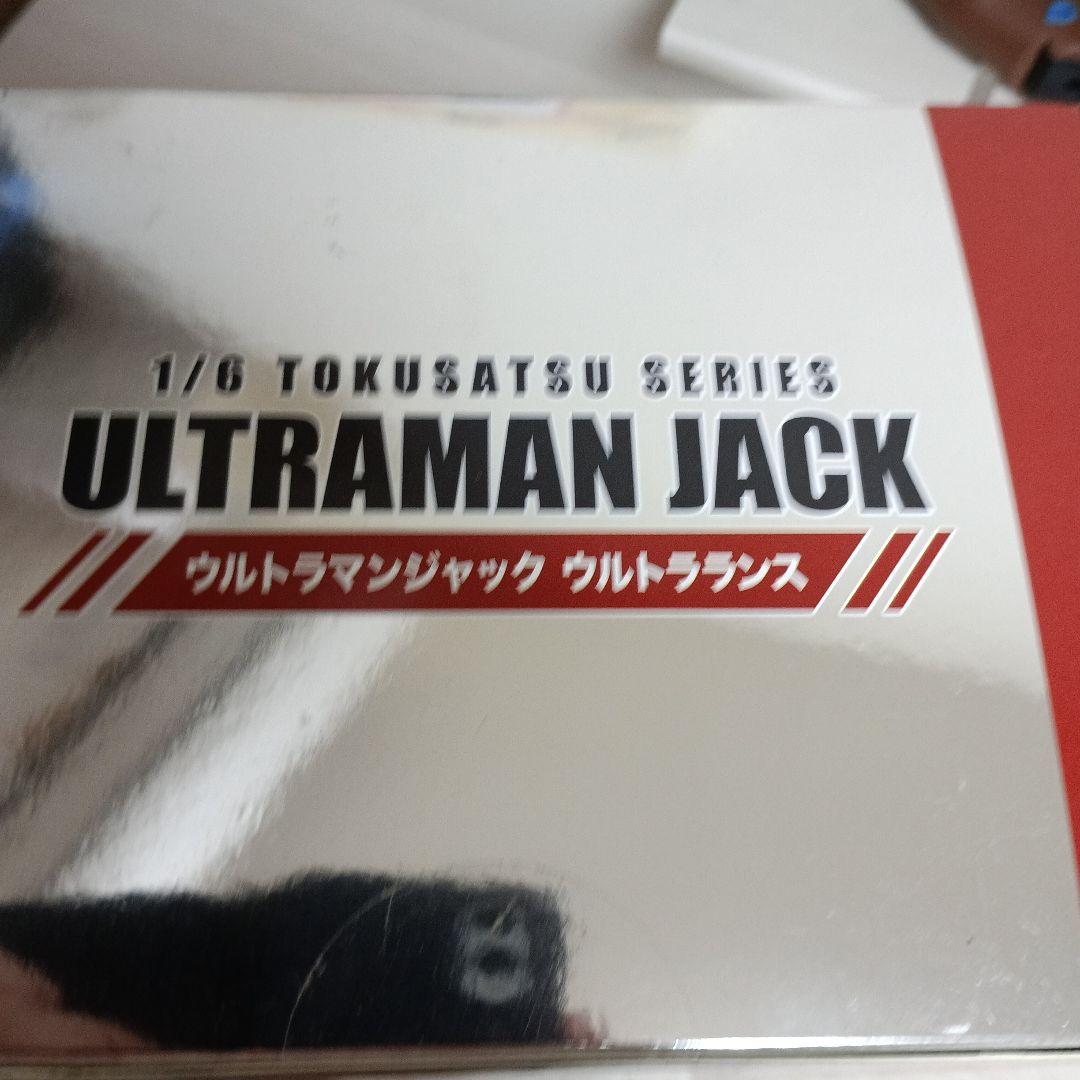 1/6 TOKUSATSU SERIES
ULTRAMAN JACK
ウルトラマンジャック ウルトラランス